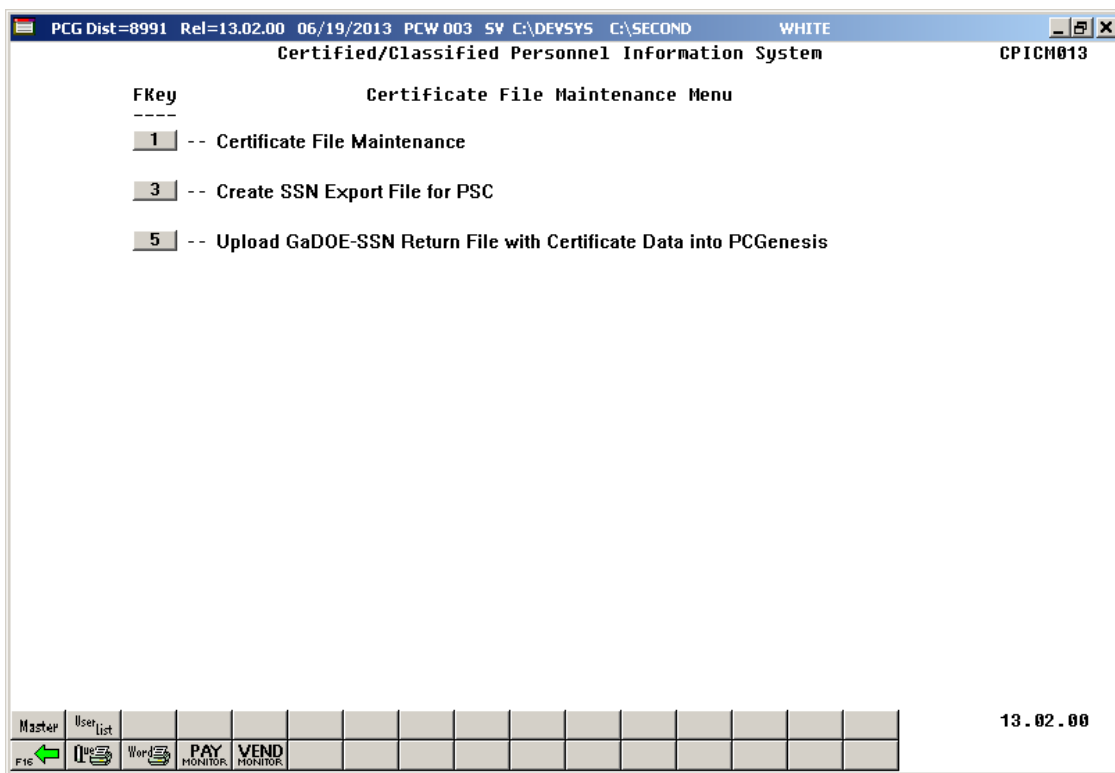 PCG Dist=8991 Rel=13.02.00 06/19/2013 PCW 003 SV C:\DEVSYS C:\SECOND WHITE
Certified/Classified Personnel Information System CPICM013
FKey Certificate File Maintenance Menu
----
1 -- Certificate File Maintenance
3 -- Create SSN Export File for PSC
5 -- Upload GaDOE-SSN Return File with Certificate Data into PCGenesis
Master User List 13.02.00
F16 Que Word PAY MONITOR VEND MONITOR